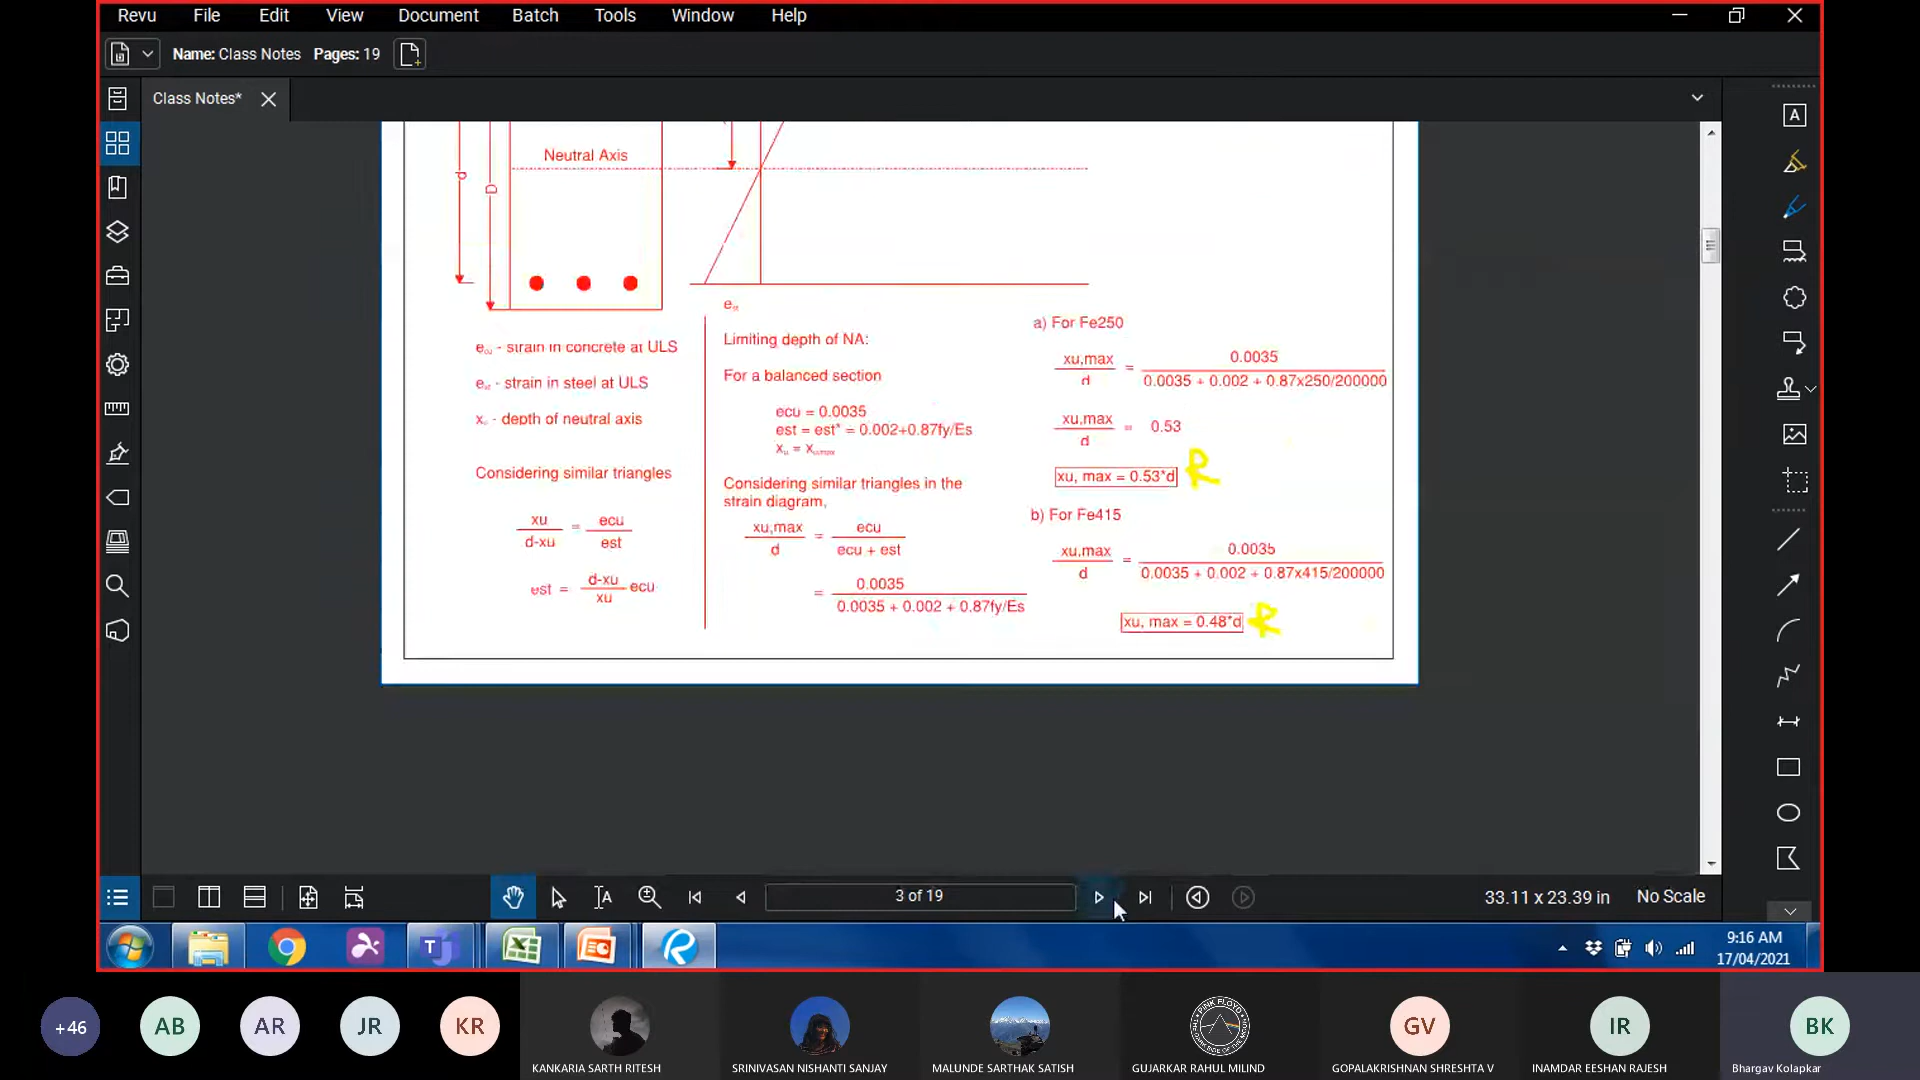 Revu File Edit View Document Batch Tools Window Help
Name: Class Notes Pages: 19
Class Notes*
Neutral Axis
d
D
e
a) For Fe250
Limiting depth of NA:
For a balanced section
ecu = 0.0035
est = est* = 0.002+0.87fy/Es
xu = xumax
Considering similar triangles in the
strain diagram,
xu,max
d
=
ecu
ecu + est
=
0.0035
0.0035 + 0.002 + 0.87fy/Es
ecu - strain in concrete at ULS
est - strain in steel at ULS
xu - depth of neutral axis
Considering similar triangles
xu
d-xu
=
ecu
est
est =
d-xu
xu
ecu
xu,max
d
=
0.0035
0.0035 + 0.002 + 0.87x250/200000
xu,max
d
= 0.53
xu, max = 0.53*d R
b) For Fe415
xu,max
d
=
0.0035
0.0035 + 0.002 + 0.87x415/200000
xu, max = 0.48*d R
3 of 19
33.11 x 23.39 in No Scale
9:16 AM
17/04/2021
+46
AB
AR
JR
KR
KANKARIA SARTH RITESH
SRINIVASAN NISHANTI SANJAY
MALUNDE SARTHAK SATISH
PINK FLOYD
GUJARKAR RAHUL MILIND
GV
GOPALAKRISHNAN SHRESHTA V
IR
INAMDAR EESHAN RAJESH
BK
Bhargav Kolapkar